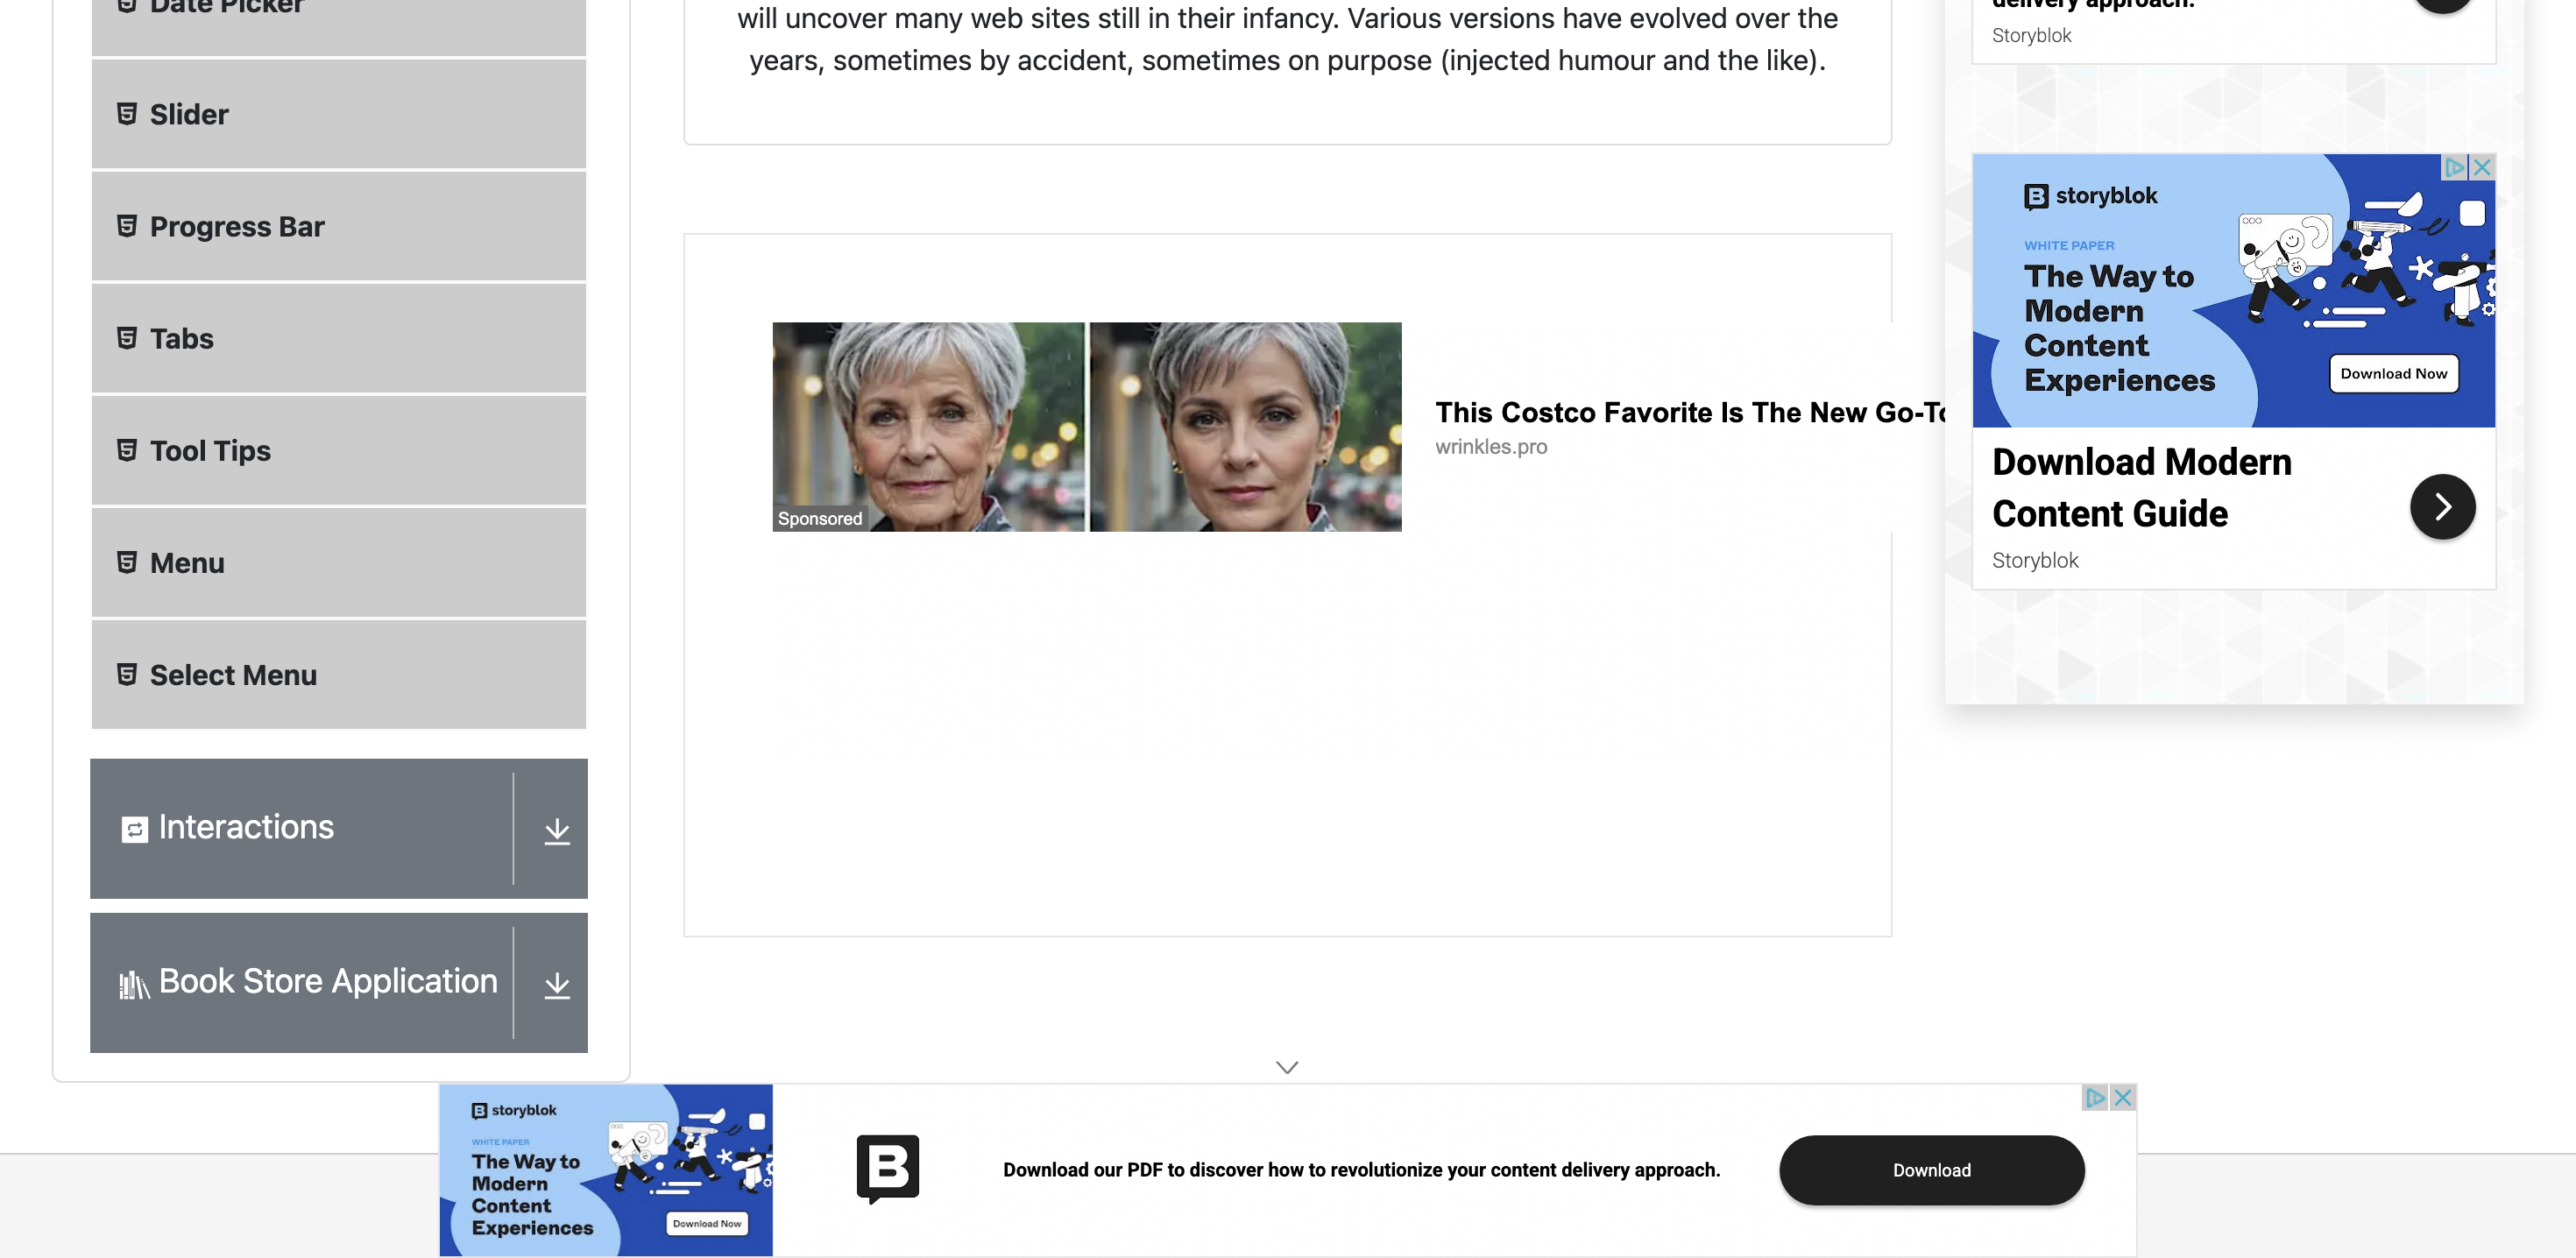 Date Picker
Slider
Progress Bar
Tabs
Tool Tips
Menu
Select Menu
Interactions
Book Store Application
will uncover many web sites still in their infancy. Various versions have evolved over the
years, sometimes by accident, sometimes on purpose (injected humour and the like).
Sponsored
This Costco Favorite Is The New Go-To
wrinkles.pro
delivery approach.
Storyblok
storyblok
WHITE PAPER
The Way to
Modern
Content
Experiences
Download Now
Download Modern
Content Guide
Storyblok
storyblok
WHITE PAPER
The Way to
Modern
Content
Experiences
Download Now
B
Download our PDF to discover how to revolutionize your content delivery approach.
Download